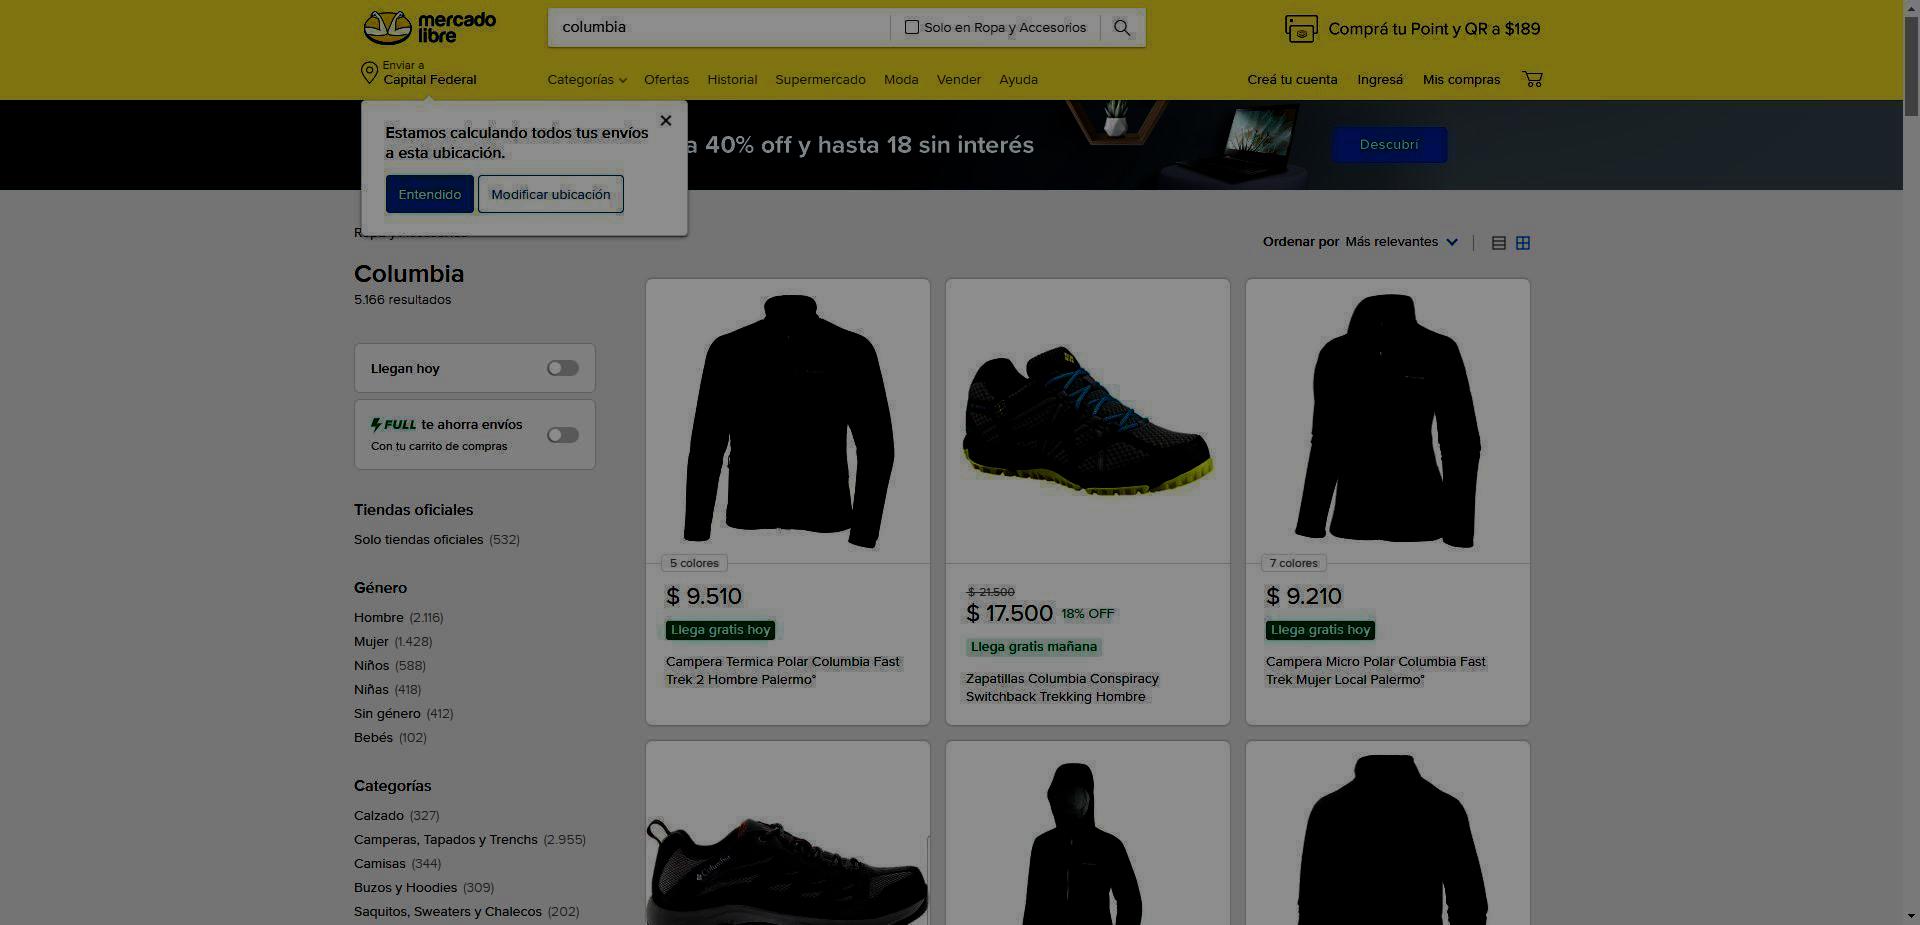 mercado
libre
columbia
Solo en Ropa y Accesorios
Comprá tu Point y QR a $189
Enviar a
Capital Federal
Categorías
Ofertas
Historial
Supermercado
Moda
Vender
Ayuda
Creá tu cuenta
Ingresá
Mis compras
Estamos calculando todos tus envíos
a esta ubicación.
Entendido
Modificar ubicación
a 40% off y hasta 18 sin interés
Descubrí
Ordenar por Más relevantes
Columbia
5.166 resultados
Llegan hoy
FULL te ahorra envíos
Con tu carrito de compras
Tiendas oficiales
Solo tiendas oficiales (532)
Género
Hombre (2.116)
Mujer (1.428)
Niños (588)
Niñas (418)
Sin género (412)
Bebés (102)
Categorías
Calzado (327)
Camperas, Tapados y Trenchs (2.955)
Camisas (344)
Buzos y Hoodies (309)
Saquitos, Sweaters y Chalecos (202)
5 colores
$ 9.510
Llega gratis hoy
Campera Termica Polar Columbia Fast
Trek 2 Hombre Palermo°
$ 21.500
$ 17.500 18% OFF
Llega gratis mañana
Zapatillas Columbia Conspiracy
Switchback Trekking Hombre
7 colores
$ 9.210
Llega gratis hoy
Campera Micro Polar Columbia Fast
Trek Mujer Local Palermo°
Columbia